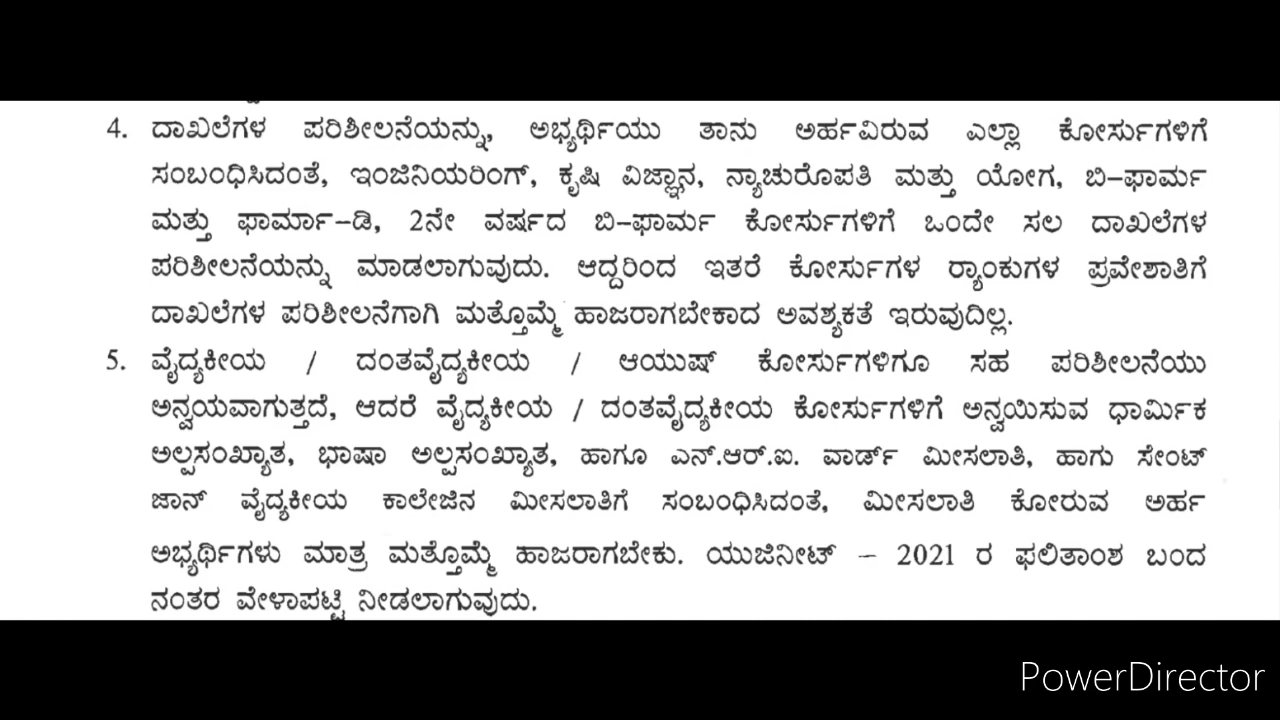 4. ದಾಖಲೆಗಳ ಪರಿಶೀಲನೆಯನ್ನು, ಅಭ್ಯರ್ಥಿಯು ತಾನು ಅರ್ಹವಿರುವ ಎಲ್ಲಾ ಕೋರ್ಸುಗಳಿಗೆ
ಸಂಬಂಧಿಸಿದಂತೆ, ಇಂಜಿನಿಯರಿಂಗ್, ಕೃಷಿ ವಿಜ್ಞಾನ, ನ್ಯಾಚುರೊಪತಿ ಮತ್ತು ಯೋಗ, ಬಿ-ಫಾರ್ಮ
ಮತ್ತು ಫಾರ್ಮಾ-ಡಿ, 2ನೇ ವರ್ಷದ ಬಿ-ಫಾರ್ಮ ಕೋರ್ಸುಗಳಿಗೆ ಒಂದೇ ಸಲ ದಾಖಲೆಗಳ
ಪರಿಶೀಲನೆಯನ್ನು ಮಾಡಲಾಗುವುದು. ಆದ್ದರಿಂದ ಇತರೆ ಕೋರ್ಸುಗಳ ರ‍್ಯಾಂಕುಗಳ ಪ್ರವೇಶಾತಿಗೆ
ದಾಖಲೆಗಳ ಪರಿಶೀಲನೆಗಾಗಿ ಮತ್ತೊಮ್ಮೆ ಹಾಜರಾಗಬೇಕಾದ ಅವಶ್ಯಕತೆ ಇರುವುದಿಲ್ಲ.
5. ವೈದ್ಯಕೀಯ / ದಂತವೈದ್ಯಕೀಯ / ಆಯುಷ್ ಕೋರ್ಸುಗಳಿಗೂ ಸಹ ಪರಿಶೀಲನೆಯು
ಅನ್ವಯವಾಗುತ್ತದೆ, ಆದರೆ ವೈದ್ಯಕೀಯ / ದಂತವೈದ್ಯಕೀಯ ಕೋರ್ಸುಗಳಿಗೆ ಅನ್ವಯಿಸುವ ಧಾರ್ಮಿಕ
ಅಲ್ಪಸಂಖ್ಯಾತ, ಭಾಷಾ ಅಲ್ಪಸಂಖ್ಯಾತ, ಹಾಗೂ ಎನ್.ಆರ್.ಐ. ವಾರ್ಡ್ ಮೀಸಲಾತಿ, ಹಾಗು ಸೇಂಟ್
ಜಾನ್ ವೈದ್ಯಕೀಯ ಕಾಲೇಜಿನ ಮೀಸಲಾತಿಗೆ ಸಂಬಂಧಿಸಿದಂತೆ, ಮೀಸಲಾತಿ ಕೋರುವ ಅರ್ಹ
ಅಭ್ಯರ್ಥಿಗಳು ಮಾತ್ರ ಮತ್ತೊಮ್ಮೆ ಹಾಜರಾಗಬೇಕು. ಯುಜಿನೀಟ್ – 2021 ರ ಫಲಿತಾಂಶ ಬಂದ
ನಂತರ ವೇಳಾಪಟ್ಟಿ ನೀಡಲಾಗುವುದು.
PowerDirector